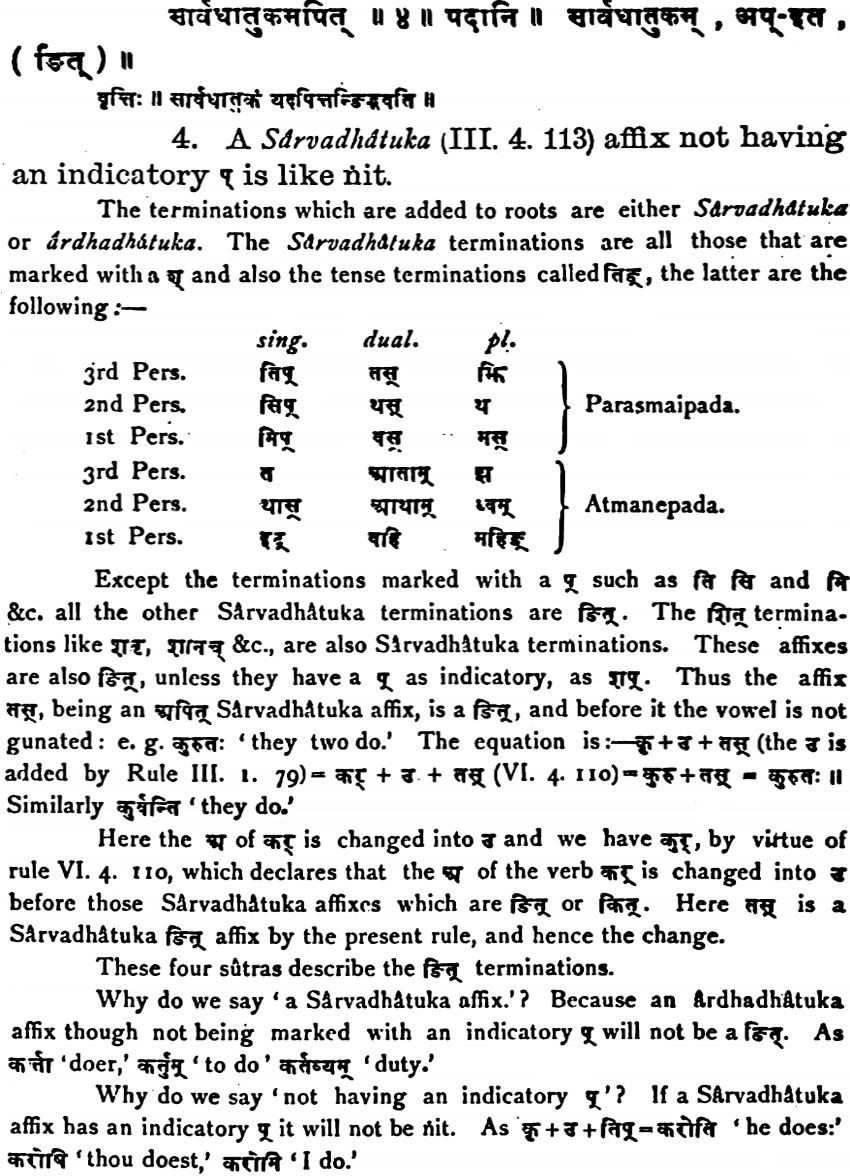 सार्वधातुकमपित् ॥ ४ ॥ पदानि ॥ सार्वधातुकम् , अप्-इत ,
( ङित् ) ॥
वृत्तिः ॥ सार्वधातुकं यदपित्तन्ङिद्भवति ॥
4. A Sârvadhâtuka (III. 4. 113) affix not having
an indicatory प् is like ṅit.
The terminations which are added to roots are either Sârvadhâtuka
or ârdhadhâtuka. The Sârvadhâtuka terminations are all those that are
marked with a श् and also the tense terminations called तिङ्, the latter are the
following :—
sing. dual. pl.
3rd Pers. तिप् तस् झि
2nd Pers. सिप् थस् थ Parasmaipada.
1st Pers. मिप् वस् मस्
3rd Pers. त आताम् झ
2nd Pers. थास् आथाम् ध्वम् Atmanepada.
1st Pers. इट् वहि महिङ्
Except the terminations marked with a प् such as ति सि and मि
&c. all the other Sârvadhâtuka terminations are ङित्. The शित् termina-
tions like शतृ, शानच् &c., are also Sârvadhâtuka terminations. These affixes
are also ङित्, unless they have a प् as indicatory, as शप्. Thus the affix
तस्, being an अपित् Sârvadhâtuka affix, is a ङित्, and before it the vowel is not
gunated: e. g. कुरुतः 'they two do.' The equation is:—कृ+उ+तस् (the उ is
added by Rule III. 1. 79)= कर् + उ + तस् (VI. 4. 110)=कुरु+तस् = कुरुतः ॥
Similarly कुर्वन्ति 'they do.'
Here the अ of कर् is changed into उ and we have कुर्, by virtue of
rule VI. 4. 110, which declares that the अ of the verb कर् is changed into उ
before those Sârvadhâtuka affixes which are ङित् or कित्. Here तस् is a
Sârvadhâtuka ङित् affix by the present rule, and hence the change.
These four sûtras describe the ङित् terminations.
Why do we say 'a Sârvadhâtuka affix.'? Because an ârdhadhâtuka
affix though not being marked with an indicatory प् will not be a ङित्. As
कर्त्ता 'doer,' कर्तुम् 'to do' कर्तव्यम् 'duty.'
Why do we say 'not having an indicatory प्'? If a Sârvadhâtuka
affix has an indicatory प् it will not be ṅit. As कृ+उ+तिप्=करोति 'he does:'
करोषि 'thou doest,' करोमि 'I do.'